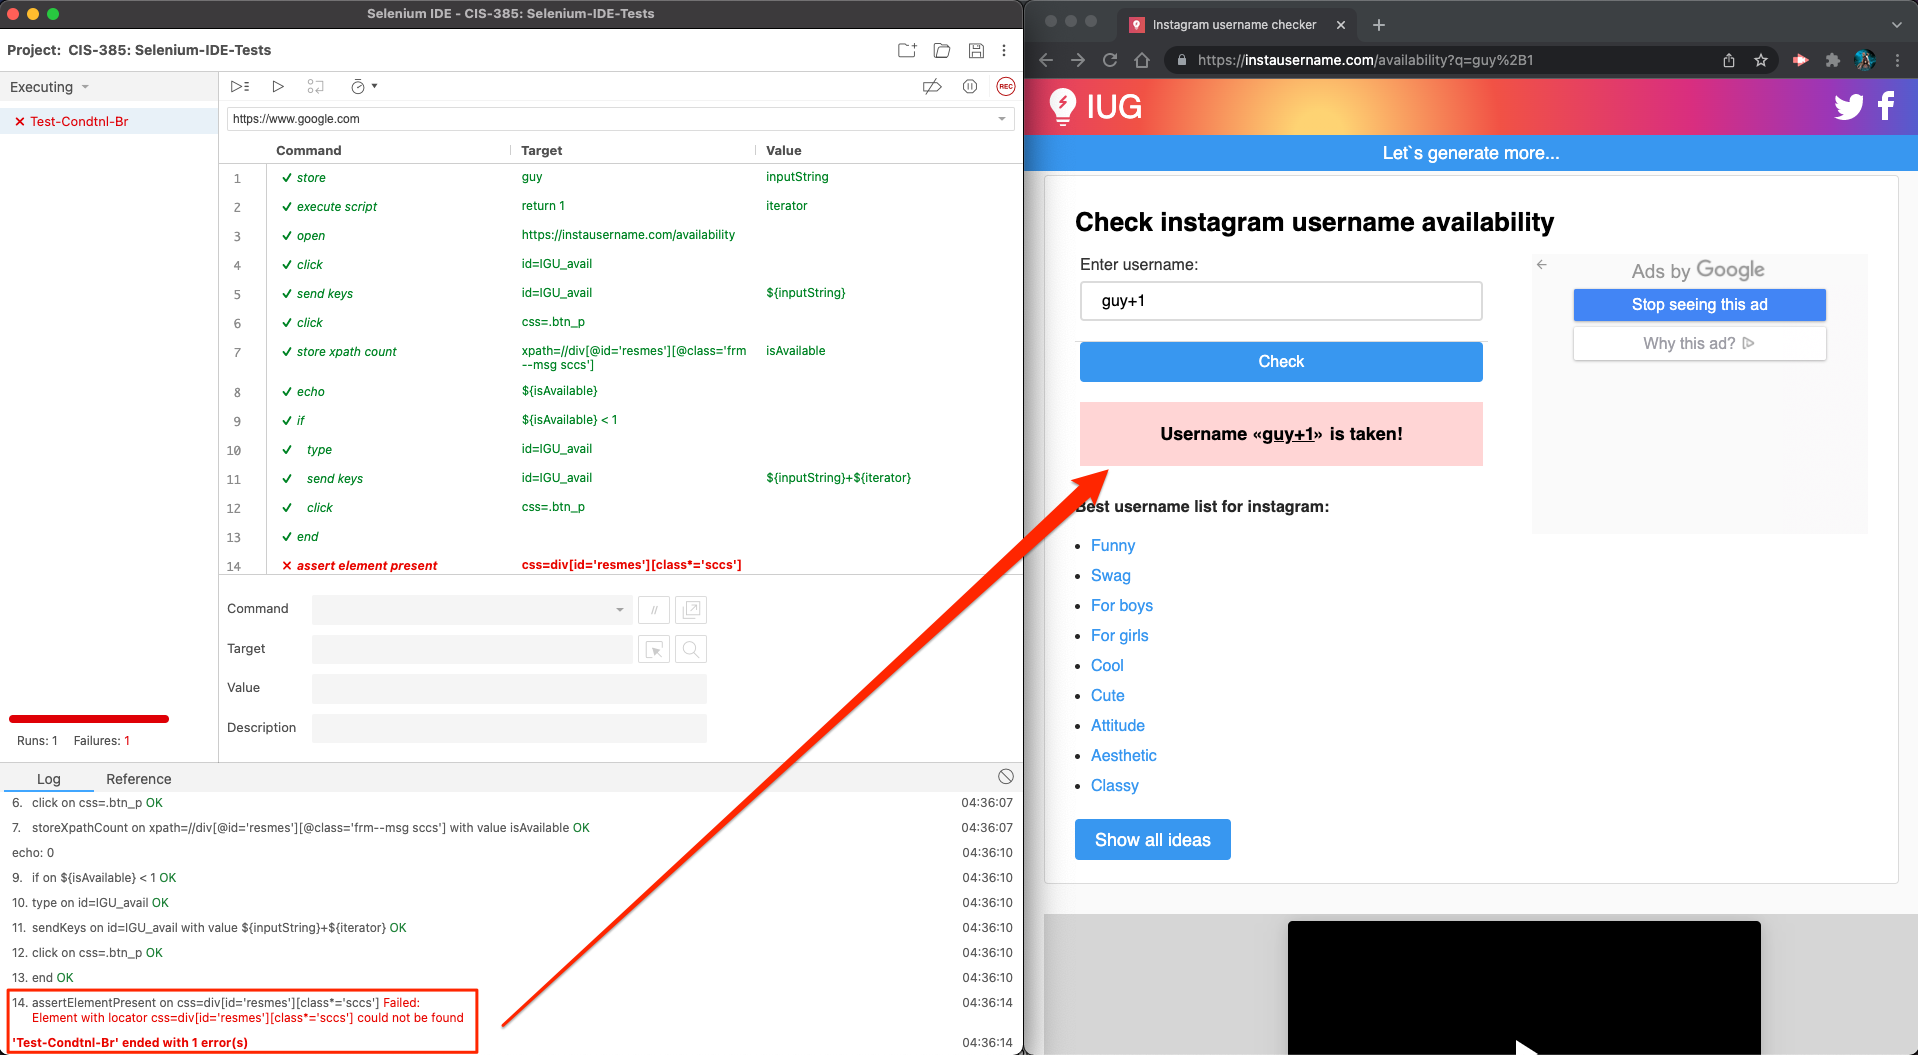 Selenium IDE - CIS-385: Selenium-IDE-Tests
Project: CIS-385: Selenium-IDE-Tests
Executing
Test-Condtnl-Br
REC
https://www.google.com
Command Target Value
1 store guy inputString
2 execute script return 1 iterator
3 open https://instausername.com/availability
4 click id=IGU_avail
5 send keys id=IGU_avail ${inputString}
6 click css=.btn_p
7 store xpath count xpath=//div[@id='resmes'][@class='frm isAvailable
--msg sccs']
8 echo ${isAvailable}
9 if ${isAvailable} < 1
10 type id=IGU_avail
11 send keys id=IGU_avail ${inputString}+${iterator}
12 click css=.btn_p
13 end
14 assert element present css=div[id='resmes'][class*='sccs']
Command //
Target
Value
Description
Runs: 1 Failures: 1
Log Reference
6. click on css=.btn_p OK 04:36:07
7. storeXpathCount on xpath=//div[@id='resmes'][@class='frm--msg sccs'] with value isAvailable OK 04:36:07
echo: 0 04:36:10
9. if on ${isAvailable} < 1 OK 04:36:10
10. type on id=IGU_avail OK 04:36:10
11. sendKeys on id=IGU_avail with value ${inputString}+${iterator} OK 04:36:10
12. click on css=.btn_p OK 04:36:10
13. end OK 04:36:10
14. assertElementPresent on css=div[id='resmes'][class*='sccs'] Failed: 04:36:14
Element with locator css=div[id='resmes'][class*='sccs'] could not be found
'Test-Condtnl-Br' ended with 1 error(s) 04:36:14
Instagram username checker
https://instausername.com/availability?q=guy%2B1
IUG
Let`s generate more...
Check instagram username availability
Enter username:
guy+1
Check
Username «guy+1» is taken!
Ads by Google
Stop seeing this ad
Why this ad?
Best username list for instagram:
Funny
Swag
For boys
For girls
Cool
Cute
Attitude
Aesthetic
Classy
Show all ideas